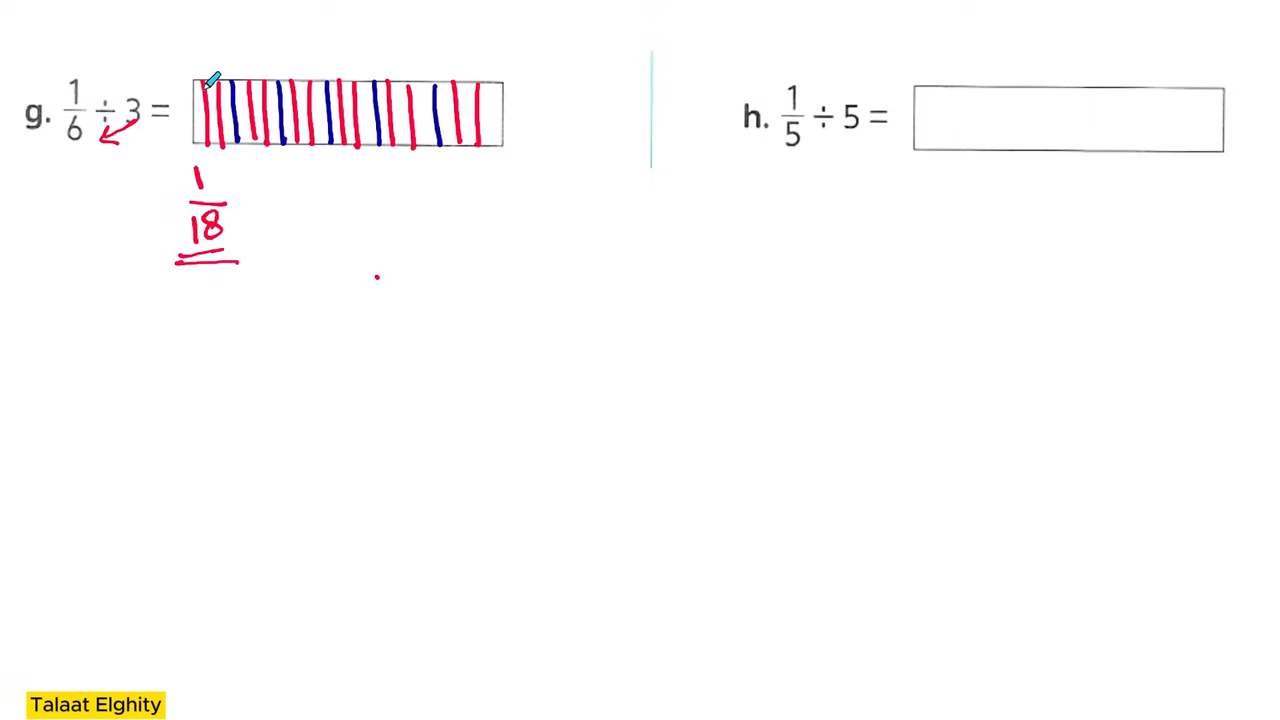 g. 1/6 ÷ 3 =
1/18
h. 1/5 ÷ 5 =
Talaat Elghity